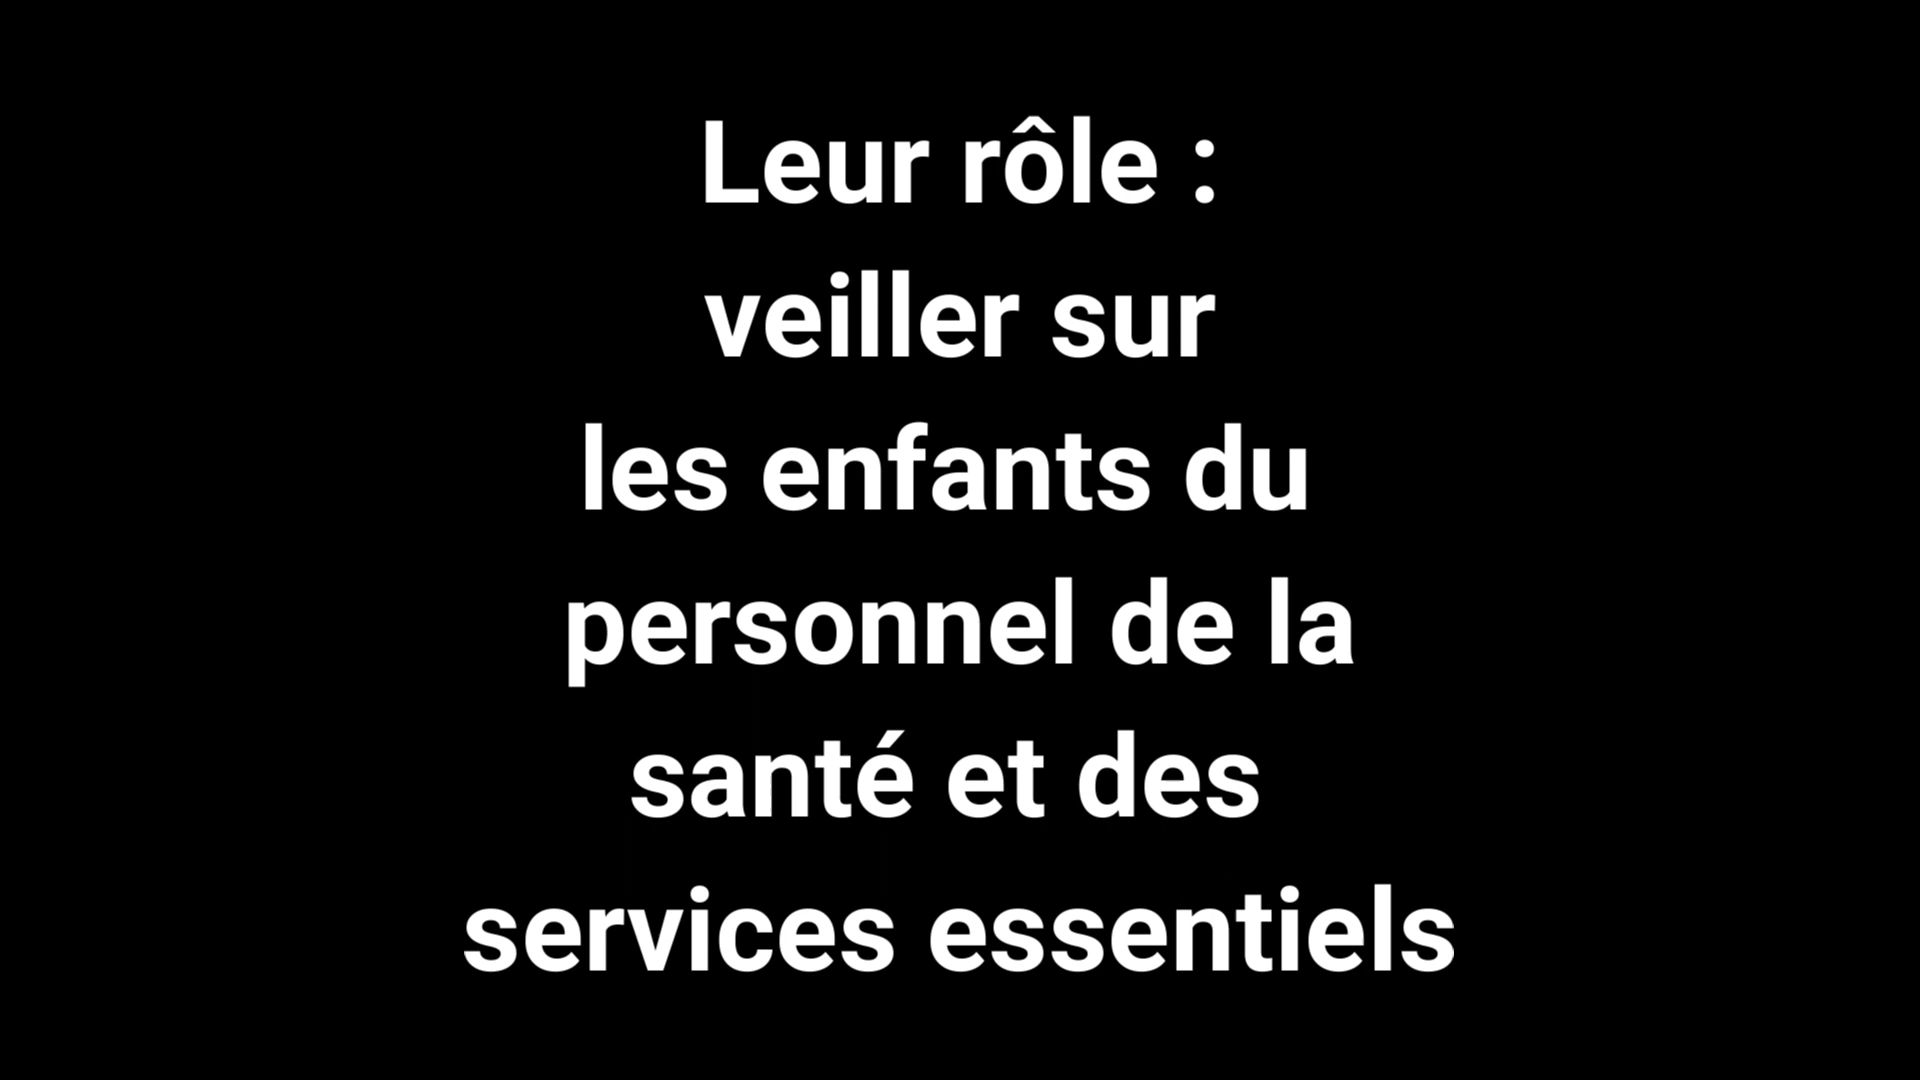 Leur rôle :
veiller sur
les enfants du
personnel de la
santé et des
services essentiels